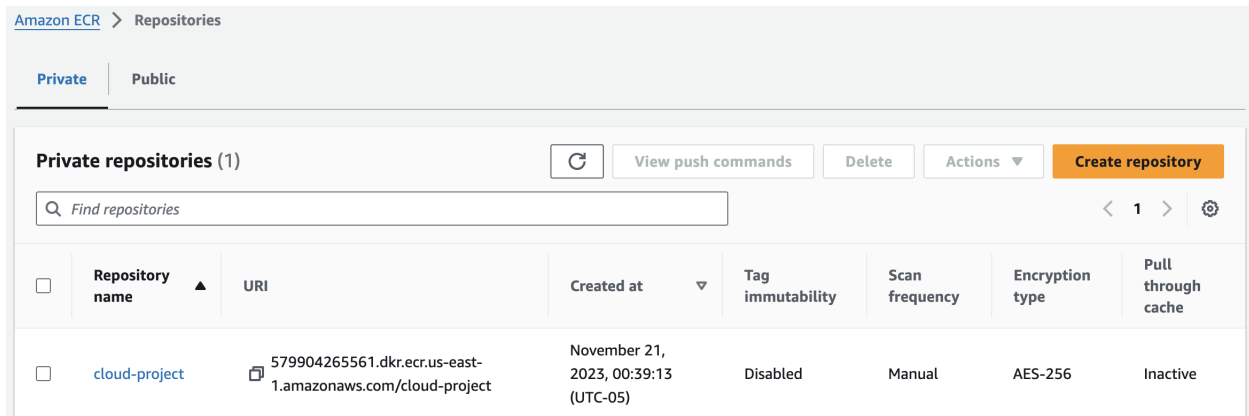 Amazon ECR > Repositories
Private Public
Private repositories (1) View push commands Delete Actions Create repository
Find repositories 1
Repository name URI Created at Tag immutability Scan frequency Encryption type Pull through cache
cloud-project
579904265561.dkr.ecr.us-east-
1.amazonaws.com/cloud-project
November 21,
2023, 00:39:13
(UTC-05)
Disabled Manual AES-256 Inactive